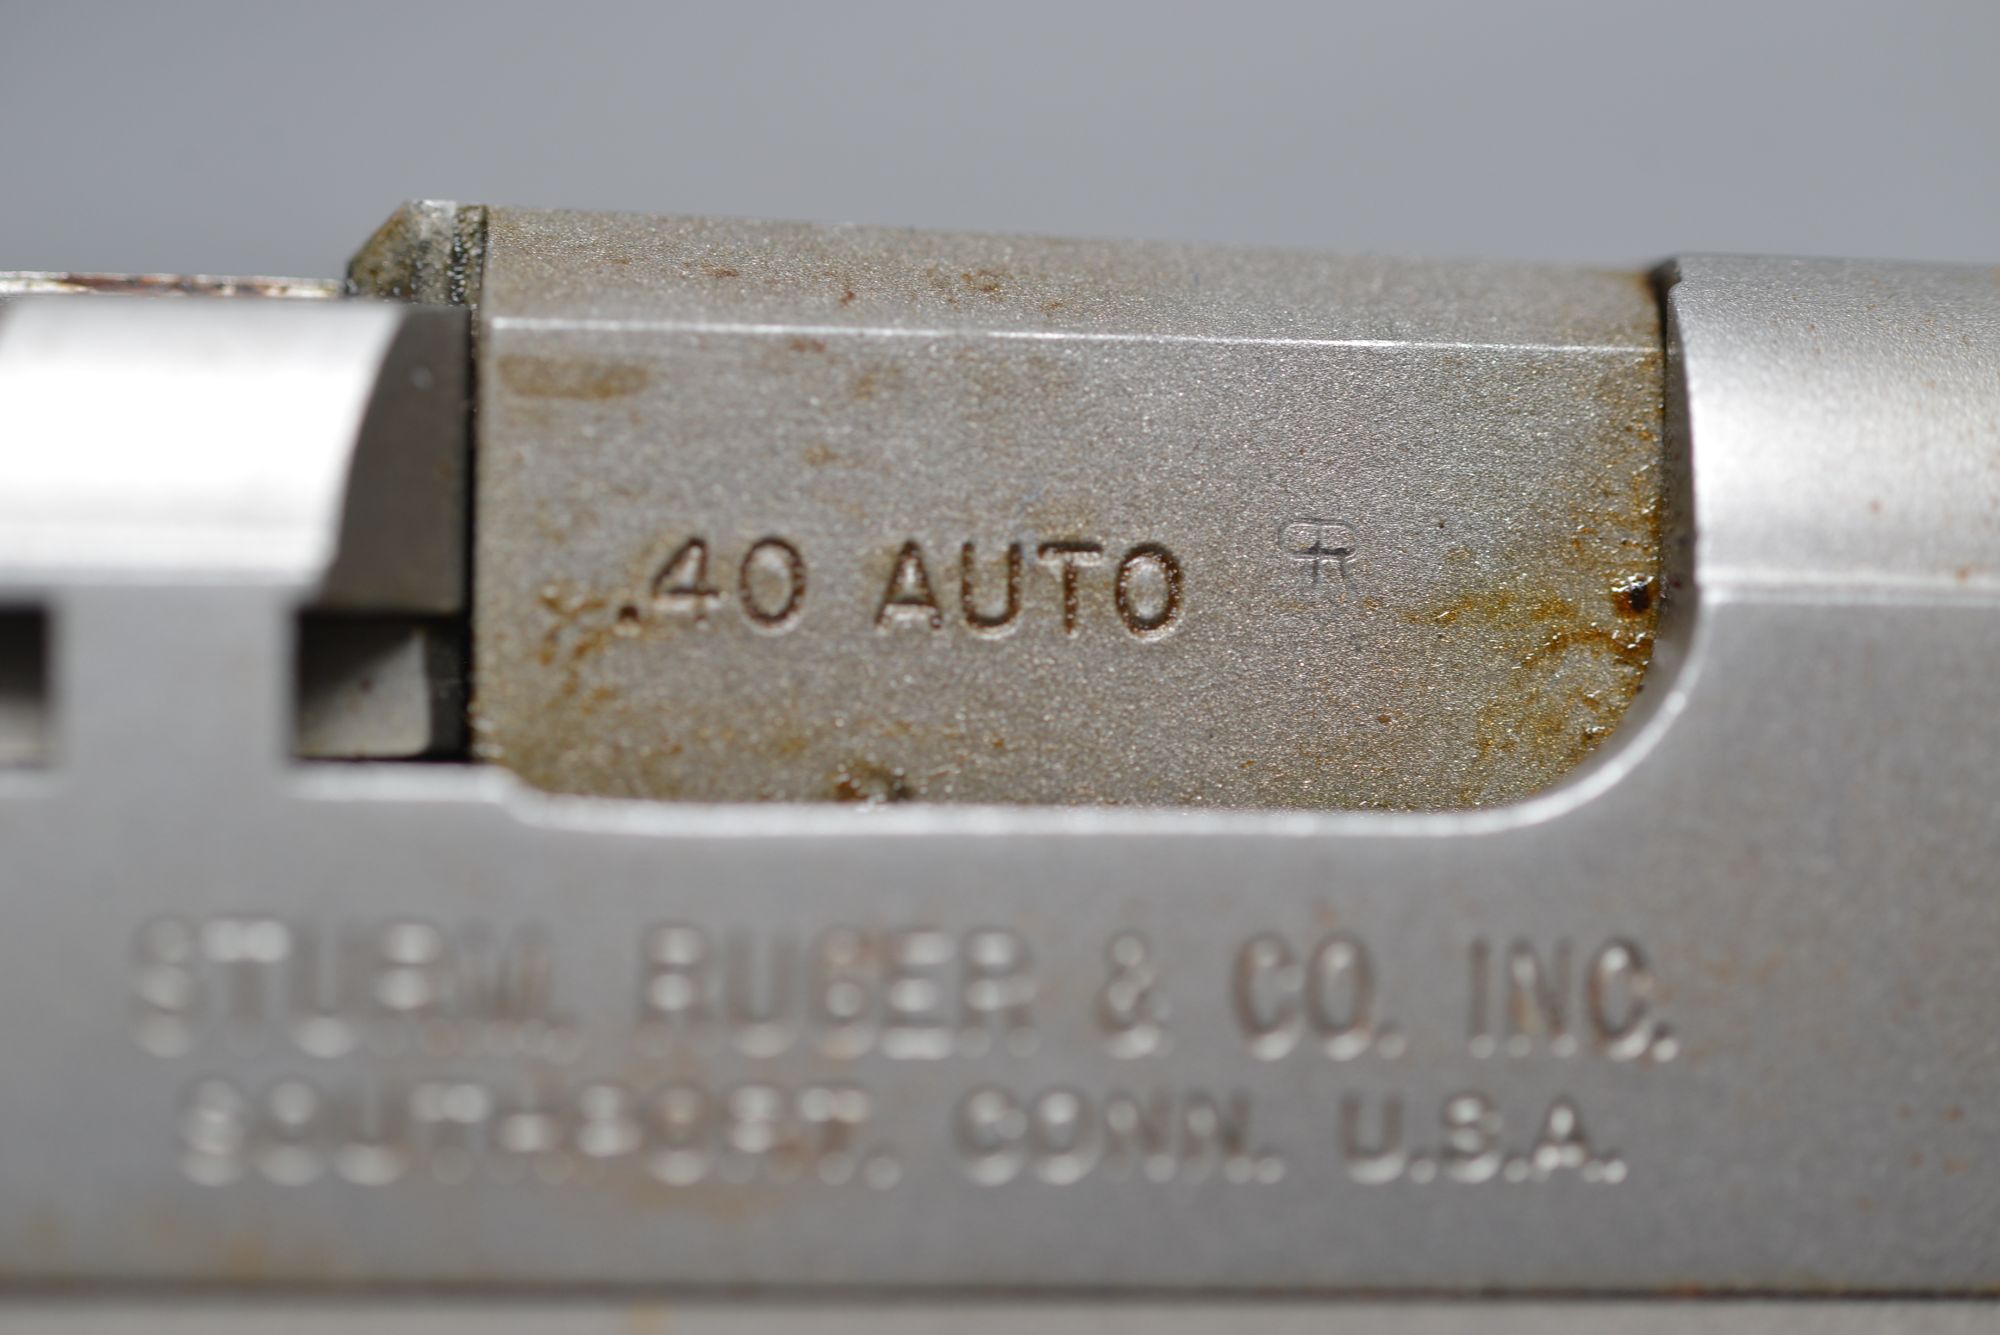 .40 AUTO
STURM, RUGER & CO. INC.
SOUTHPORT, CONN. U.S.A.